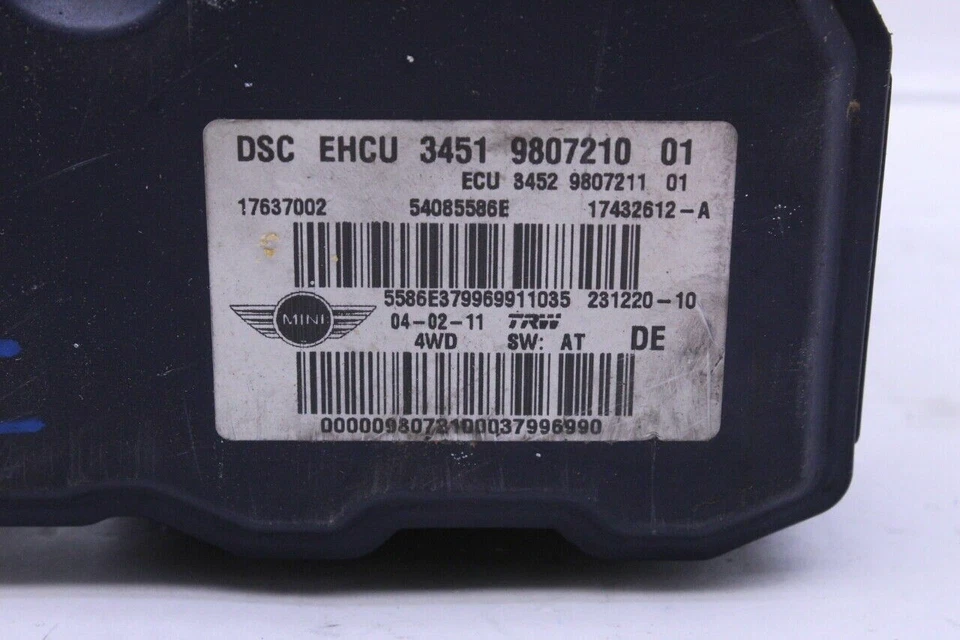 DSC EHCU 3451 9807210 01
ECU 3452 9807211 01
17637002 54085586E 17432612-A
5586E379969911035 231220-10
MINI 04-02-11 TRW
4WD SW: AT DE
0000098072100037996990